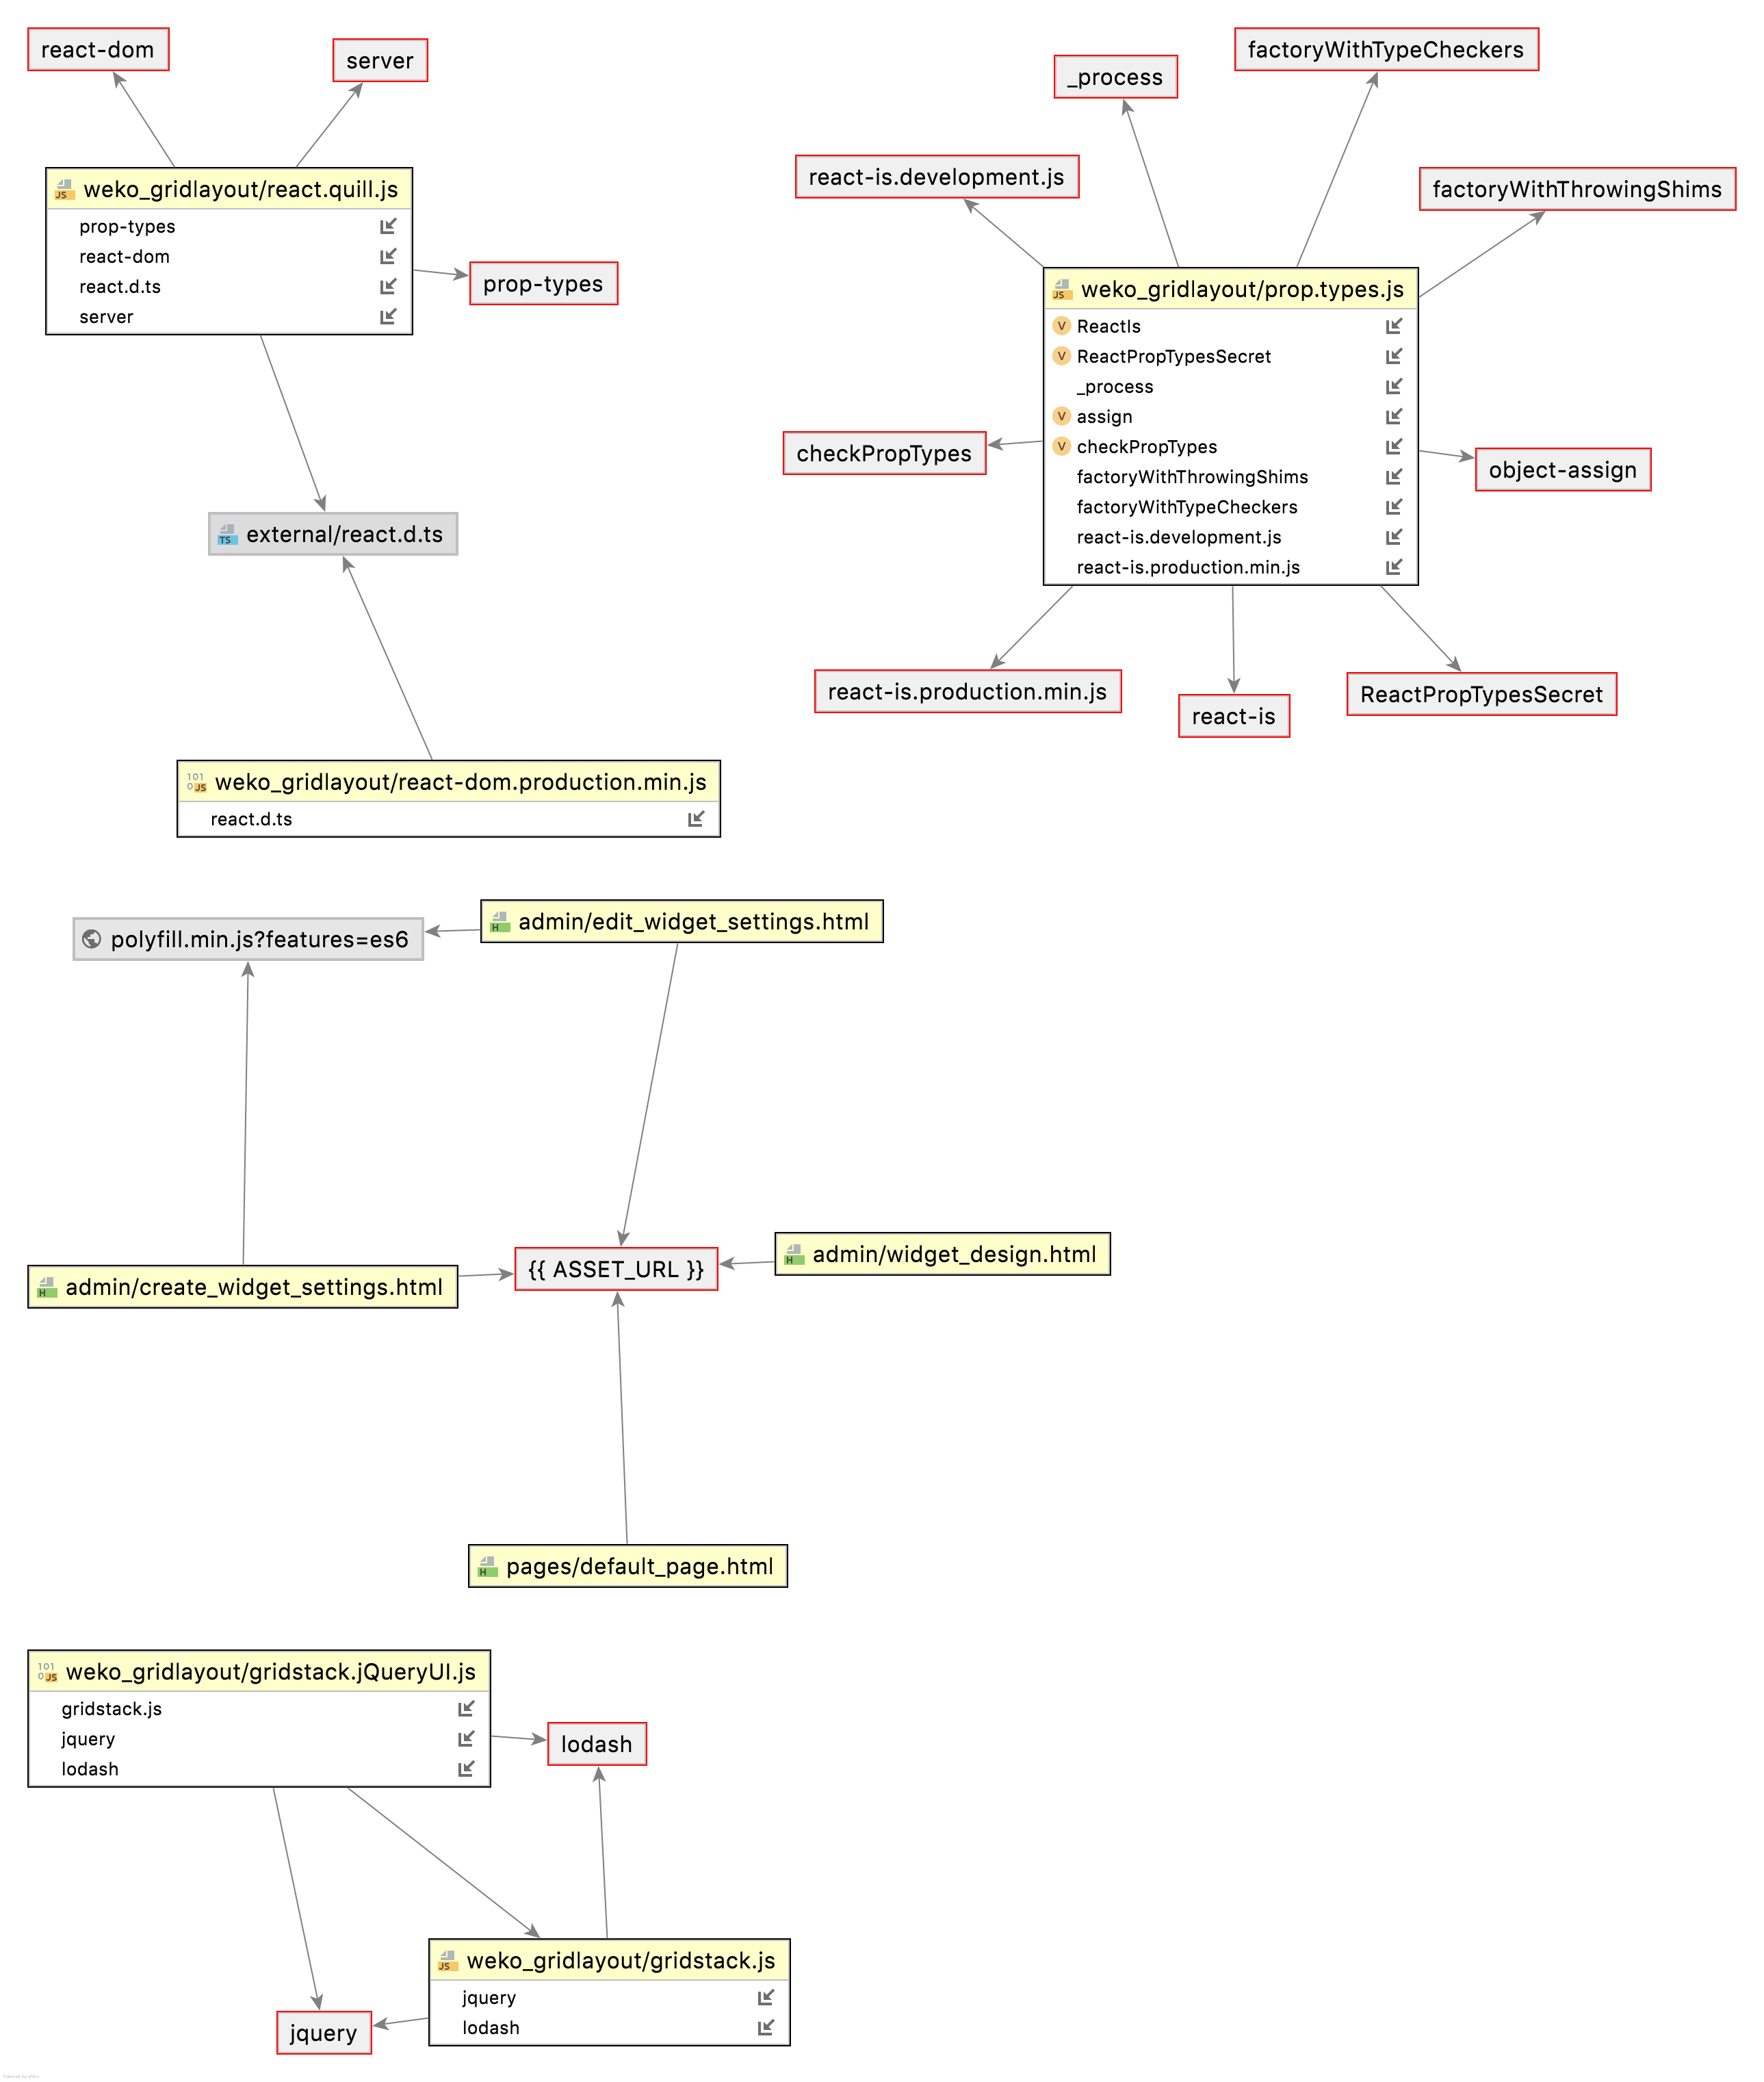 react-dom
server
weko_gridlayout/react.quill.js
prop-types
react-dom
react.d.ts
server
prop-types
external/react.d.ts
weko_gridlayout/react-dom.production.min.js
react.d.ts
factoryWithTypeCheckers
_process
react-is.development.js
factoryWithThrowingShims
weko_gridlayout/prop.types.js
V ReactIs
V ReactPropTypesSecret
_process
V assign
V checkPropTypes
factoryWithThrowingShims
factoryWithTypeCheckers
react-is.development.js
react-is.production.min.js
checkPropTypes
object-assign
react-is.production.min.js
react-is
ReactPropTypesSecret
admin/edit_widget_settings.html
polyfill.min.js?features=es6
admin/widget_design.html
{{ ASSET_URL }}
admin/create_widget_settings.html
pages/default_page.html
weko_gridlayout/gridstack.jQueryUI.js
gridstack.js
jquery
lodash
lodash
weko_gridlayout/gridstack.js
jquery
lodash
jquery
Powered by yFiles